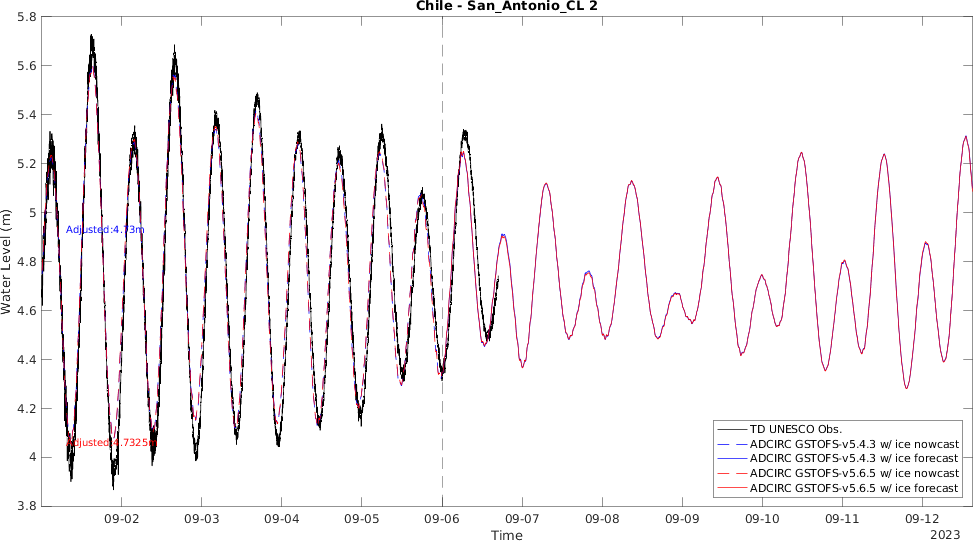 Chile - San_Antonio_CL 2
5.8
5.6
5.4
5.2
5
4.8
4.6
4.4
4.2
4
3.8
Water Level (m)
Adjusted:4.73m
Adjusted:4.7325m
TD UNESCO Obs.
ADCIRC GSTOFS-v5.4.3 w/ ice nowcast
ADCIRC GSTOFS-v5.4.3 w/ ice forecast
ADCIRC GSTOFS-v5.6.5 w/ ice nowcast
ADCIRC GSTOFS-v5.6.5 w/ ice forecast
09-02 09-03 09-04 09-05 09-06 09-07 09-08 09-09 09-10 09-11 09-12
Time
2023